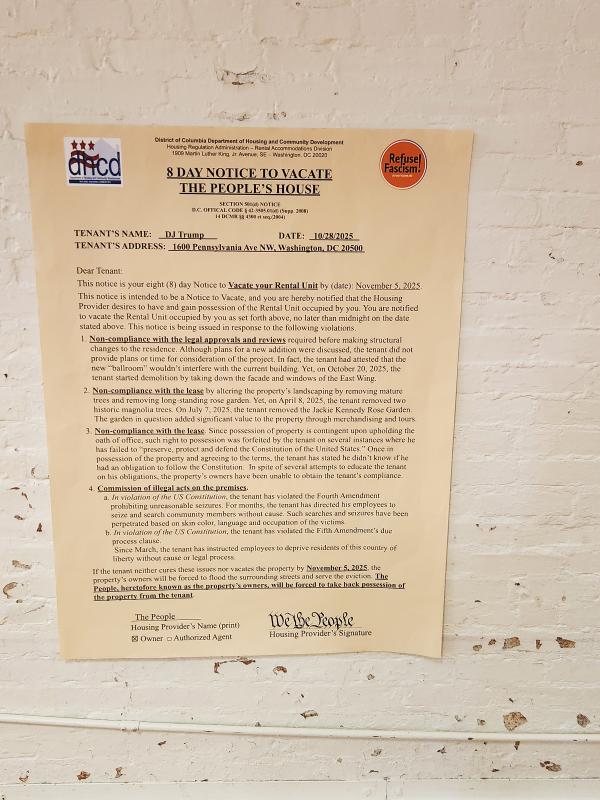 District of Columbia Department of Housing and Community Development
Housing Regulation Administration – Rental Accommodations Division
1909 Martin Luther King, Jr. Avenue, SE – Washington, DC 20020
dhcd
Refuse!
Fascism!
8 DAY NOTICE TO VACATE
THE PEOPLE'S HOUSE
SECTION 501(d) NOTICE
D.C. OFFICAL CODE § 42-3505.01(d) (Supp. 2008)
14 DCMR §§ 4300 et seq.(2004)
TENANT'S NAME: DJ Trump DATE: 10/28/2025
TENANT'S ADDRESS: 1600 Pennsylvania Ave NW, Washington, DC 20500
Dear Tenant:
This notice is your eight (8) day Notice to Vacate your Rental Unit by (date): November 5, 2025.
This notice is intended to be a Notice to Vacate, and you are hereby notified that the Housing
Provider desires to have and gain possession of the Rental Unit occupied by you. You are notified
to vacate the Rental Unit occupied by you as set forth above, no later than midnight on the date
stated above. This notice is being issued in response to the following violations.
1. Non-compliance with the legal approvals and reviews required before making structural
changes to the residence. Although plans for a new addition were discussed, the tenant did not
provide plans or time for consideration of the project. In fact, the tenant had attested that the
new "ballroom" wouldn't interfere with the current building. Yet, on October 20, 2025, the
tenant started demolition by taking down the facade and windows of the East Wing.
2. Non-compliance with the lease by altering the property's landscaping by removing mature
trees and removing long-standing rose garden. Yet, on April 8, 2025, the tenant removed two
historic magnolia trees. On July 7, 2025, the tenant removed the Jackie Kennedy Rose Garden.
The garden in question added significant value to the property through merchandising and tours.
3. Non-compliance with the lease. Since possession of property is contingent upon upholding the
oath of office, such right to possession was forfeited by the tenant on several instances where he
has failed to "preserve, protect and defend the Constitution of the United States." Once in
possession of the property and agreeing to the terms, the tenant has stated he didn't know if he
had an obligation to follow the Constitution. In spite of several attempts to educate the tenant
on his obligations, the property's owners have been unable to obtain the tenant's compliance.
4. Commission of illegal acts on the premises.
a. In violation of the US Constitution, the tenant has violated the Fourth Amendment
prohibiting unreasonable seizures. For months, the tenant has directed his employees to
seize and search community members without cause. Such searches and seizures have been
perpetrated based on skin color, language and occupation of the victims.
b. In violation of the US Constitution, the tenant has violated the Fifth Amendment's due
process clause.
Since March, the tenant has instructed employees to deprive residents of this country of
liberty without cause or legal process.
If the tenant neither cures these issues nor vacates the property by November 5, 2025, the
property's owners will be forced to flood the surrounding streets and serve the eviction. The
People, heretofore known as the property's owners, will be forced to take back possession of
the property from the tenant.
The People
Housing Provider's Name (print)
☒ Owner □ Authorized Agent
We the People
Housing Provider's Signature